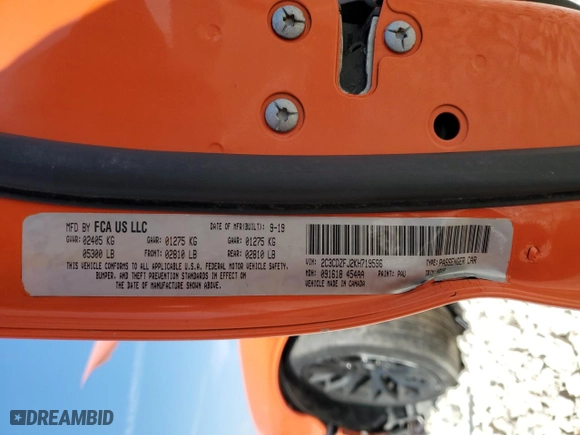 MFD BY FCA US LLC DATE OF MFR(BUILT): 9-19
GVWR: 02405 KG GAWR: 01275 KG GAWR: 01275 KG
05300 LB FRONT: 02810 LB REAR: 02810 LB
THIS VEHICLE CONFORMS TO ALL APPLICABLE U.S.A. FEDERAL MOTOR VEHICLE SAFETY,
BUMPER, AND THEFT PREVENTION STANDARDS IN EFFECT ON
THE DATE OF MANUFACTURE SHOWN ABOVE.
VIN: 2C3CDZFJ2KH719596 TYPE: PASSENGER CAR
MDH: 091618 454AA PAINT: PAU
VEHICLE MADE IN CANADA
DREAMBID